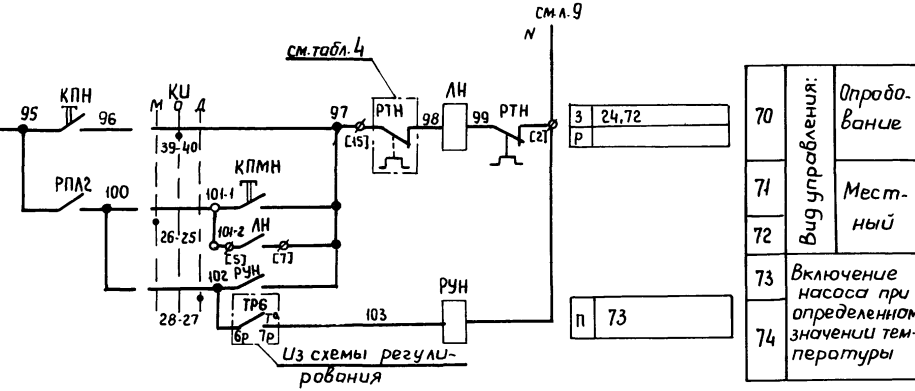 см.л.9
N
см.табл.4
95
КПН
96
КИ
М
О
Д
97
РТН
98
ЛН
99
РТН
[15]
[2]
39-40
З
24,72
Р
РПЛ2
100
101-1
КПМН
26-25
101-2
ЛН
[5]
[7]
102
РУН
28-27
ТРБ
Т°
6р
7р
103
РУН
П
73
Из схемы регули-
рования
70
71
72
73
74
Вид управления:
Опробо-
вание
Мест-
ный
Включение
насоса при
определенном
значении тем-
пературы